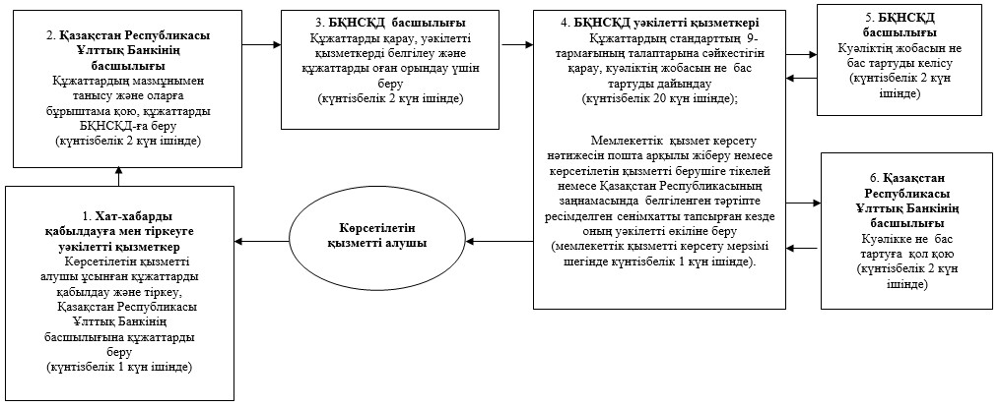 2. Қазақстан Республикасы
Ұлттық Банкінің
басшылығы
Құжаттардың мазмұнымен
танысу және оларға
бұрыштама қою, құжаттарды
БҚНСҚД-ға беру
(күнтізбелік 2 күн ішінде)
3. БҚНСҚД басшылығы
Құжаттарды қарау, уәкілетті
қызметкерді белгілеу және
құжаттарды оған орындау үшін
беру
(күнтізбелік 2 күн ішінде)
4. БҚНСҚД уәкілетті қызметкері
Құжаттардың стандарттың 9-
тармағының талаптарына сәйкестігін
қарау, куәліктің жобасын не бас
тартуды дайындау
(күнтізбелік 20 күн ішінде);
Мемлекеттік қызмет көрсету
нәтижесін пошта арқылы жіберу немесе
көрсетілетін қызметті берушіге тікелей
немесе Қазақстан Республикасының
заңнамасында белгіленген тәртіпте
ресімделген сенімхатты тапсырған кезде
оның уәкілетті өкіліне беру
(мемлекеттік қызметті көрсету мерзімі
шегінде күнтізбелік 1 күн ішінде).
5. БҚНСҚД
басшылығы
Куәліктің жобасын не
бас тартуды келісу
(күнтізбелік 2 күн
ішінде)
6. Қазақстан
Республикасы
Ұлттық Банкінің
басшылығы
Куәлікке не бас
тартуға қол қою
(күнтізбелік 2 күн
ішінде)
1. Хат-хабарды
қабылдауға мен тіркеуге
уәкілетті қызметкер
Көрсетілетін қызметті
алушы ұсынған құжаттарды
қабылдау және тіркеу,
Қазақстан Республикасы
Ұлттық Банкінің
басшылығына құжаттарды
беру
(күнтізбелік 1 күн ішінде)
Көрсетілетін
қызметті алушы